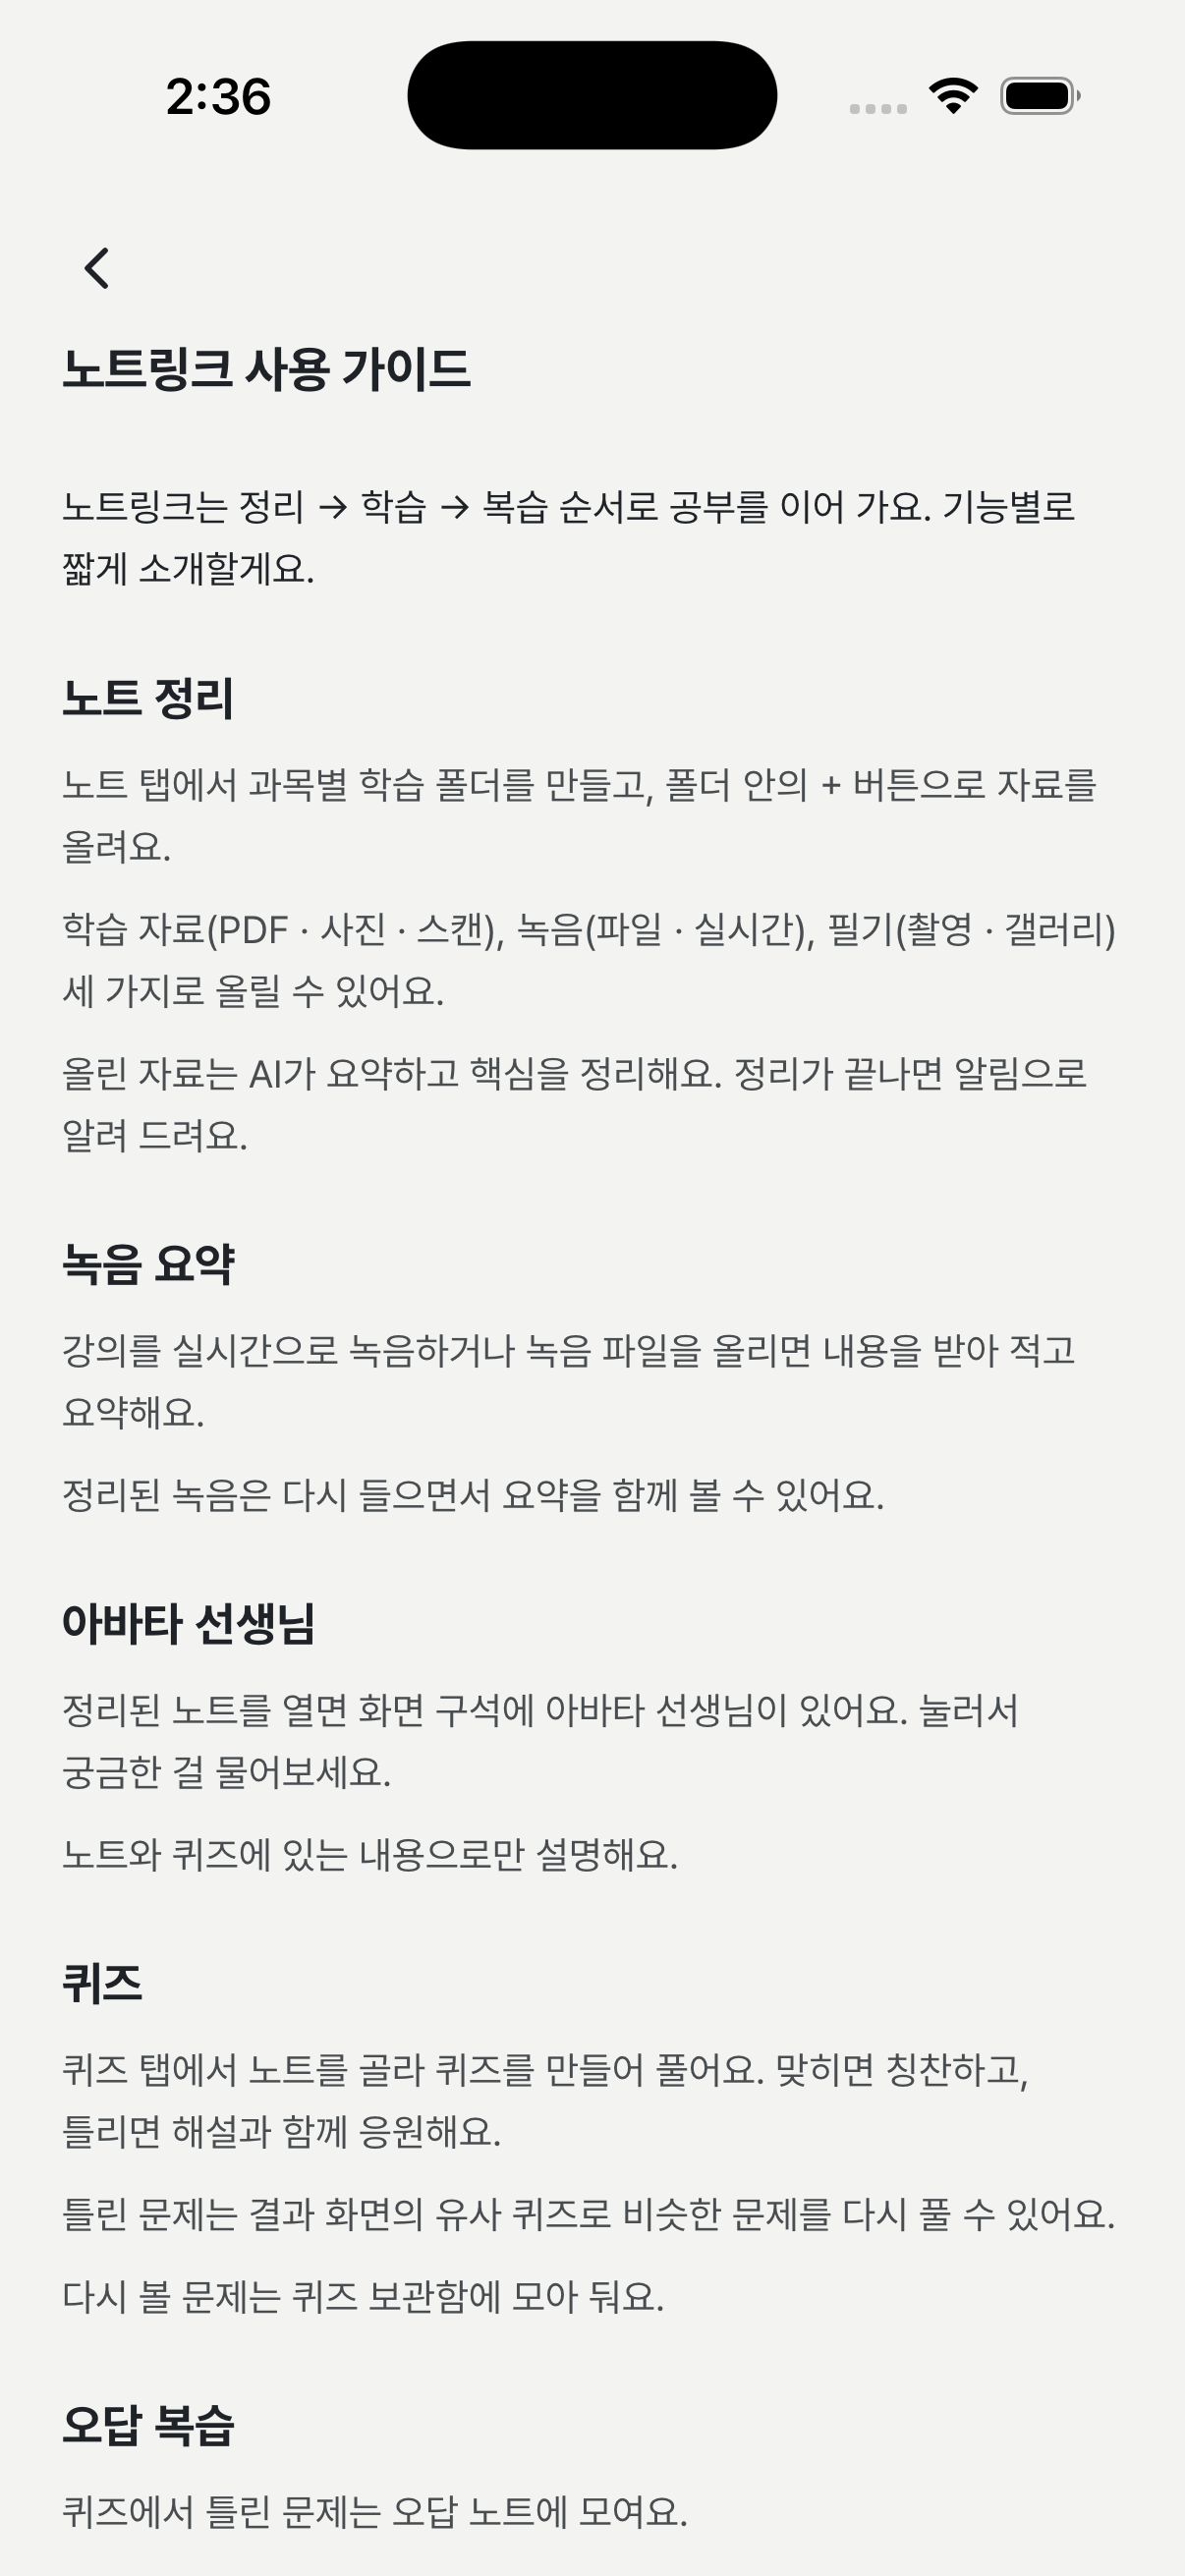 2:36
노트링크 사용 가이드
노트링크는 정리 → 학습 → 복습 순서로 공부를 이어 가요. 기능별로
짧게 소개할게요.
노트 정리
노트 탭에서 과목별 학습 폴더를 만들고, 폴더 안의 + 버튼으로 자료를
올려요.
학습 자료(PDF · 사진 · 스캔), 녹음(파일 · 실시간), 필기(촬영 · 갤러리)
세 가지로 올릴 수 있어요.
올린 자료는 AI가 요약하고 핵심을 정리해요. 정리가 끝나면 알림으로
알려 드려요.
녹음 요약
강의를 실시간으로 녹음하거나 녹음 파일을 올리면 내용을 받아 적고
요약해요.
정리된 녹음은 다시 들으면서 요약을 함께 볼 수 있어요.
아바타 선생님
정리된 노트를 열면 화면 구석에 아바타 선생님이 있어요. 눌러서
궁금한 걸 물어보세요.
노트와 퀴즈에 있는 내용으로만 설명해요.
퀴즈
퀴즈 탭에서 노트를 골라 퀴즈를 만들어 풀어요. 맞히면 칭찬하고,
틀리면 해설과 함께 응원해요.
틀린 문제는 결과 화면의 유사 퀴즈로 비슷한 문제를 다시 풀 수 있어요.
다시 볼 문제는 퀴즈 보관함에 모아 둬요.
오답 복습
퀴즈에서 틀린 문제는 오답 노트에 모여요.